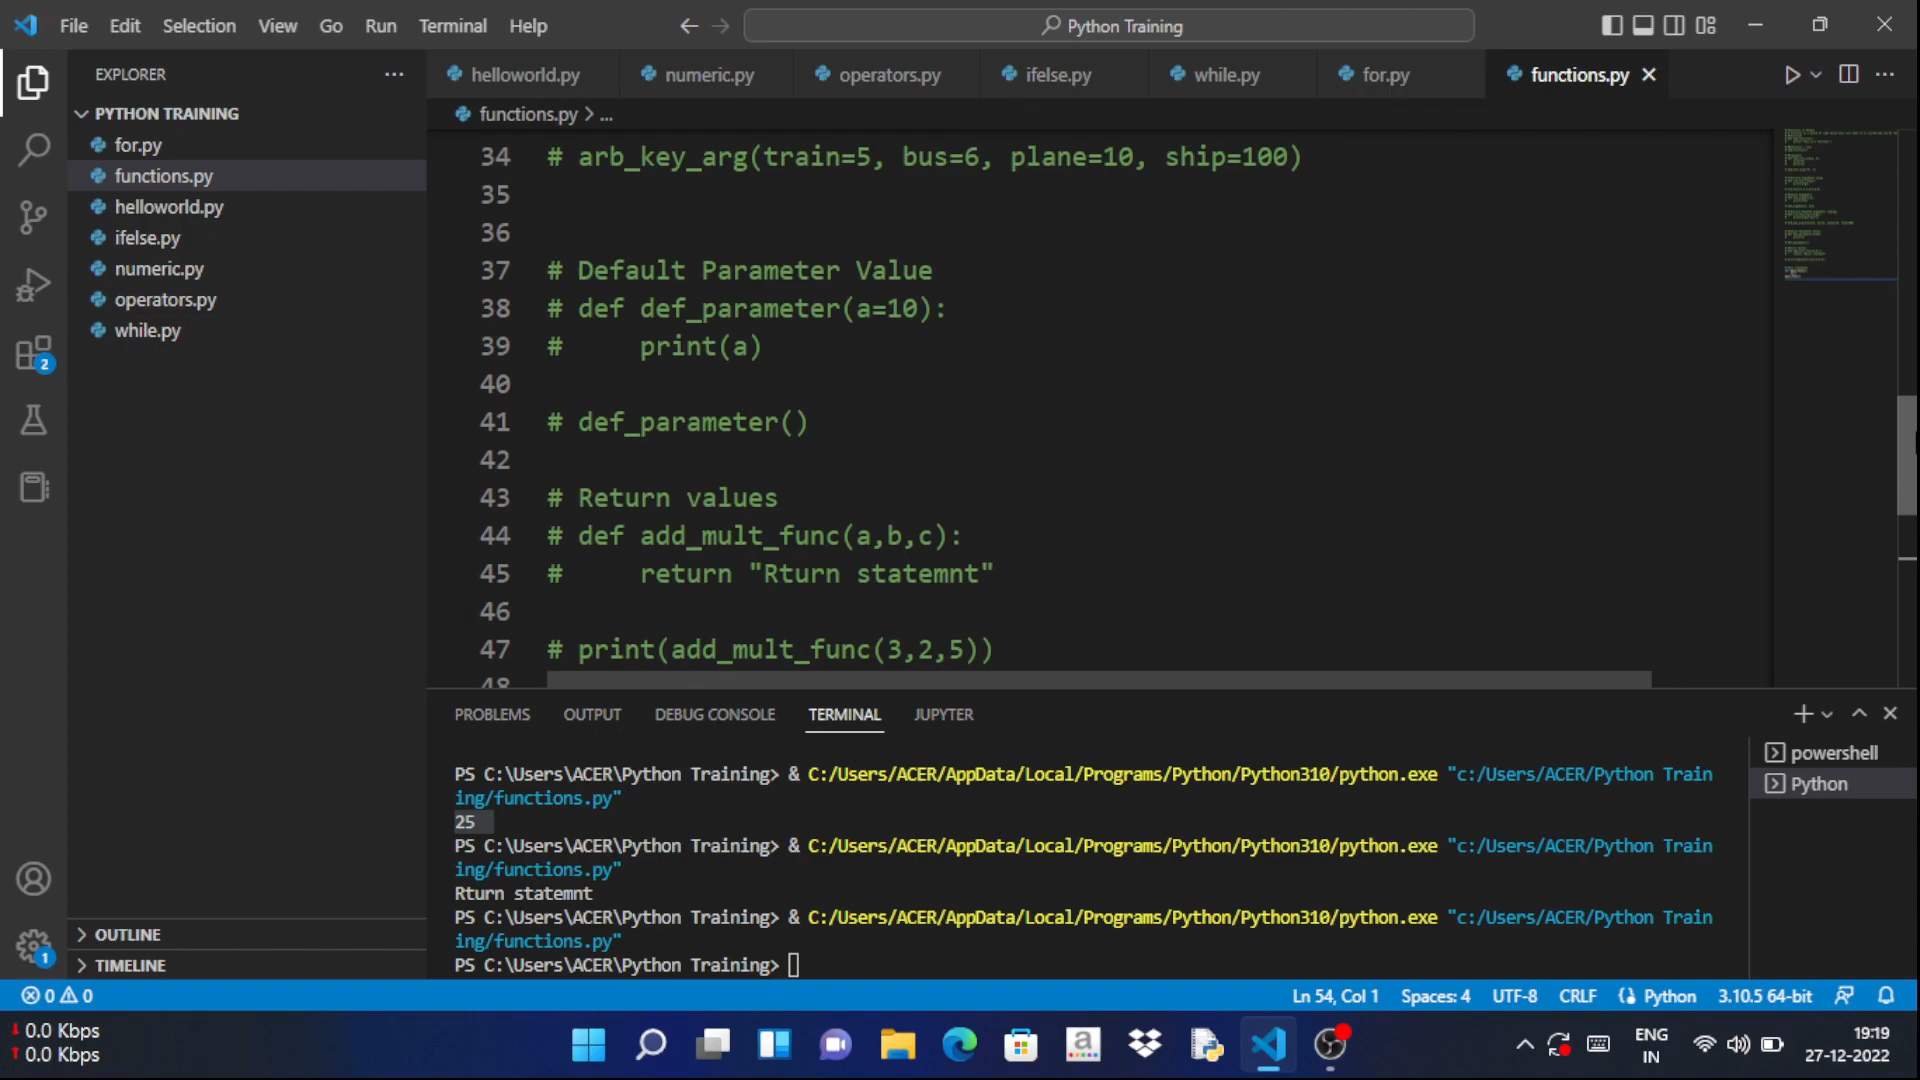 File Edit Selection View Go Run Terminal Help
Python Training
EXPLORER
helloworld.py numeric.py operators.py ifelse.py while.py for.py functions.py
PYTHON TRAINING
for.py
functions.py
helloworld.py
ifelse.py
numeric.py
operators.py
while.py
OUTLINE
TIMELINE
functions.py > ...
34 # arb_key_arg(train=5, bus=6, plane=10, ship=100)
35
36
37 # Default Parameter Value
38 # def def_parameter(a=10):
39 #     print(a)
40
41 # def_parameter()
42
43 # Return values
44 # def add_mult_func(a,b,c):
45 #     return "Rturn statemnt"
46
47 # print(add_mult_func(3,2,5))
48
PROBLEMS OUTPUT DEBUG CONSOLE TERMINAL JUPYTER
PS C:\Users\ACER\Python Training> & C:/Users/ACER/AppData/Local/Programs/Python/Python310/python.exe "c:/Users/ACER/Python Train
ing/functions.py"
25
PS C:\Users\ACER\Python Training> & C:/Users/ACER/AppData/Local/Programs/Python/Python310/python.exe "c:/Users/ACER/Python Train
ing/functions.py"
Rturn statemnt
PS C:\Users\ACER\Python Training> & C:/Users/ACER/AppData/Local/Programs/Python/Python310/python.exe "c:/Users/ACER/Python Train
ing/functions.py"
PS C:\Users\ACER\Python Training>
powershell
Python
2
1
0 0
Ln 54, Col 1 Spaces: 4 UTF-8 CRLF Python 3.10.5 64-bit
0.0 Kbps
0.0 Kbps
a
ENG
IN
19:19
27-12-2022